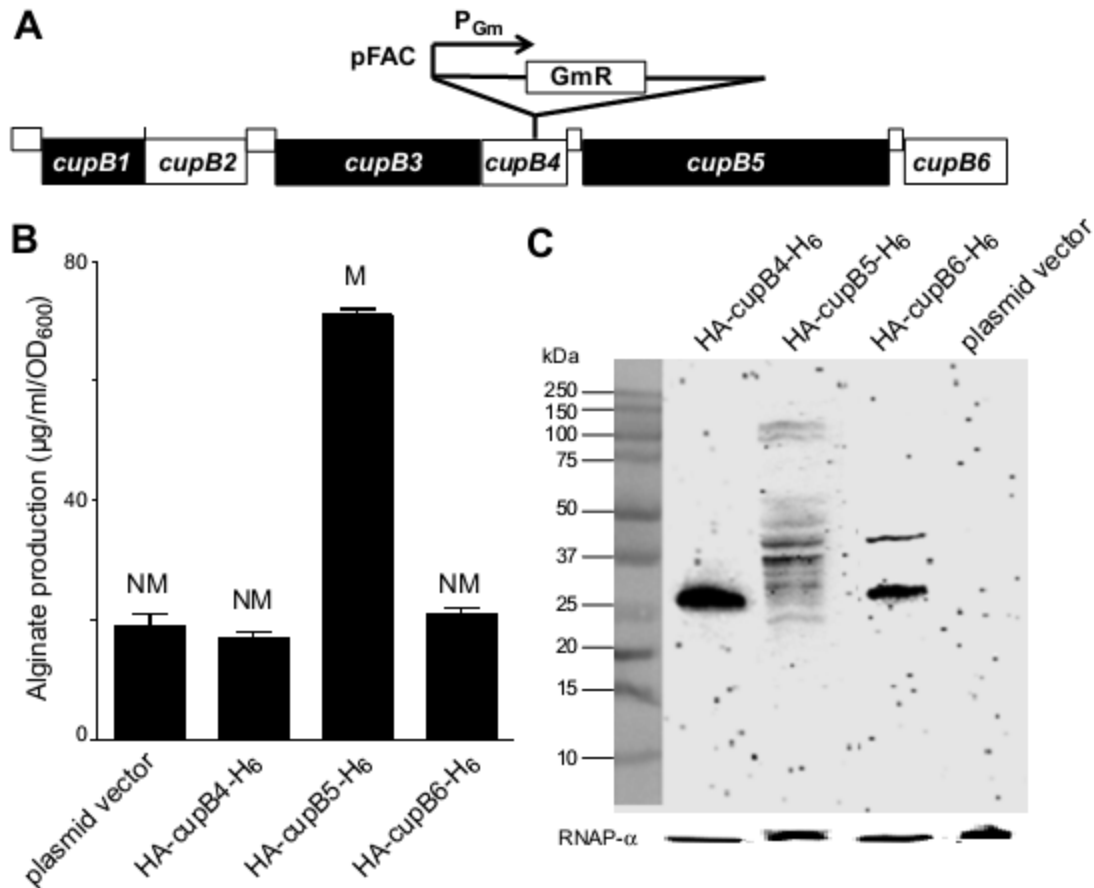 A
P_Gm
pFAC
GmR
cupB1 cupB2 cupB3 cupB4 cupB5 cupB6
B
Alginate production (µg/ml/OD600)
80
40
0
NM
NM
M
NM
plasmid vector
HA-cupB4-H6
HA-cupB5-H6
HA-cupB6-H6
C
HA-cupB4-H6
HA-cupB5-H6
HA-cupB6-H6
plasmid vector
kDa
250
150
100
75
50
37
25
20
15
10
RNAP-α